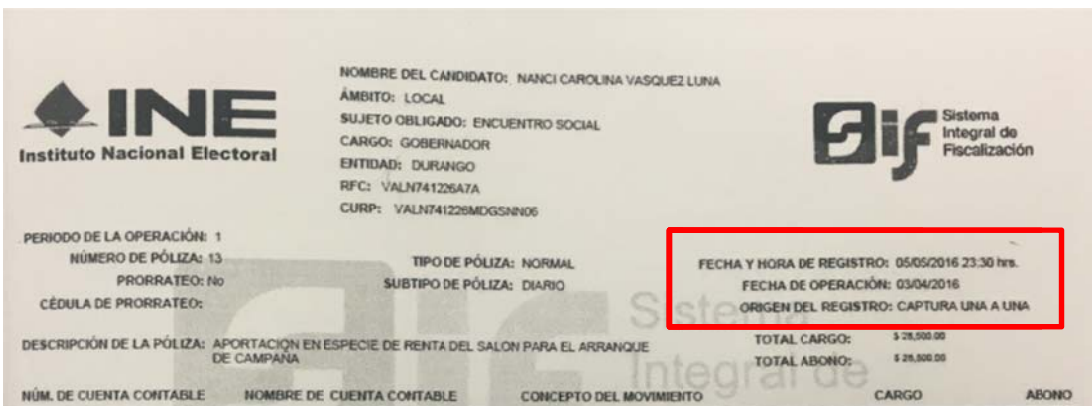 INE
Instituto Nacional Electoral
NOMBRE DEL CANDIDATO: NANCI CAROLINA VASQUEZ LUNA
ÁMBITO: LOCAL
SUJETO OBLIGADO: ENCUENTRO SOCIAL
CARGO: GOBERNADOR
ENTIDAD: DURANGO
RFC: VALN741226A7A
CURP: VALN741226MDGSNN06
Sif Sistema
Integral de
Fiscalización
PERIODO DE LA OPERACIÓN: 1
NÚMERO DE PÓLIZA: 13
PRORRATEO: No
CÉDULA DE PRORRATEO:
TIPO DE PÓLIZA: NORMAL
SUBTIPO DE PÓLIZA: DIARIO
FECHA Y HORA DE REGISTRO: 05/05/2016 23:30 hrs.
FECHA DE OPERACIÓN: 03/04/2016
ORIGEN DEL REGISTRO: CAPTURA UNA A UNA
DESCRIPCIÓN DE LA PÓLIZA: APORTACION EN ESPECIE DE RENTA DEL SALON PARA EL ARRANQUE
DE CAMPAÑA
TOTAL CARGO: $ 28,500.00
TOTAL ABONO: $ 28,500.00
Sistema
Integral de
NÚM. DE CUENTA CONTABLE NOMBRE DE CUENTA CONTABLE CONCEPTO DEL MOVIMIENTO CARGO ABONO